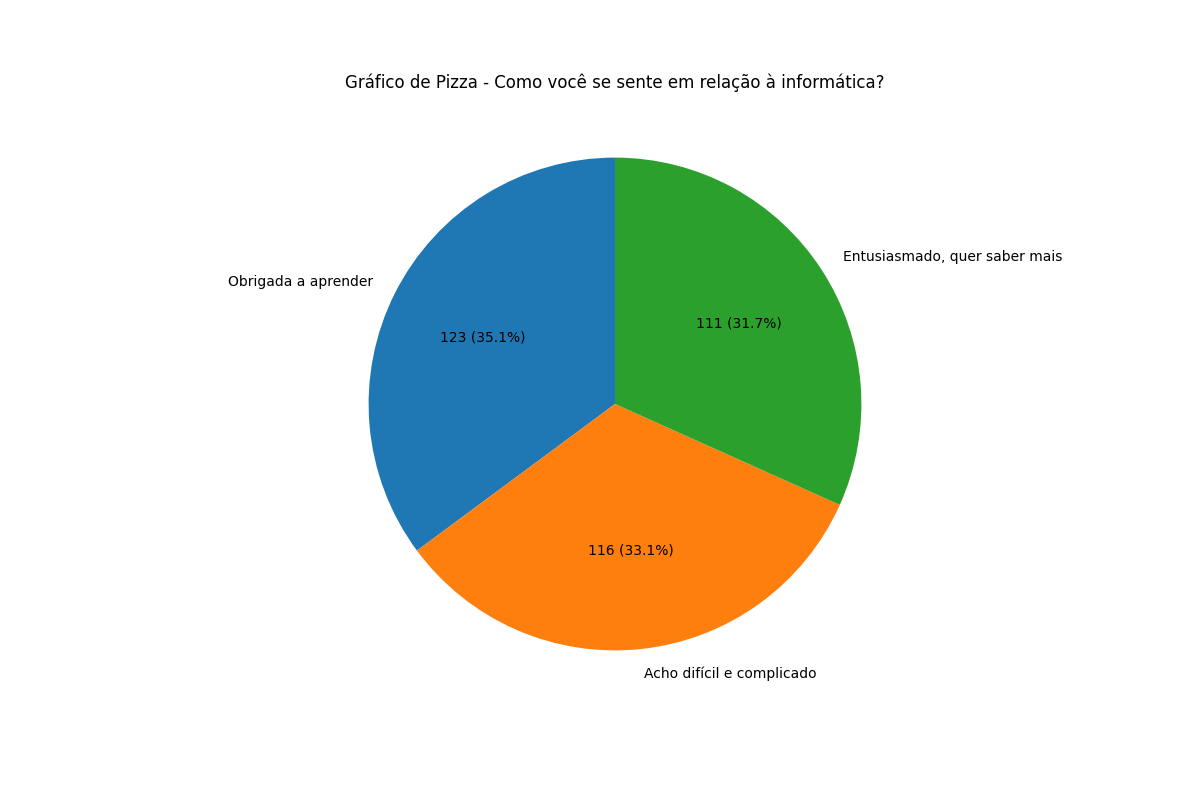 Gráfico de Pizza - Como você se sente em relação à informática?
Entusiasmado, quer saber mais
Obrigada a aprender
111 (31.7%)
123 (35.1%)
116 (33.1%)
Acho difícil e complicado